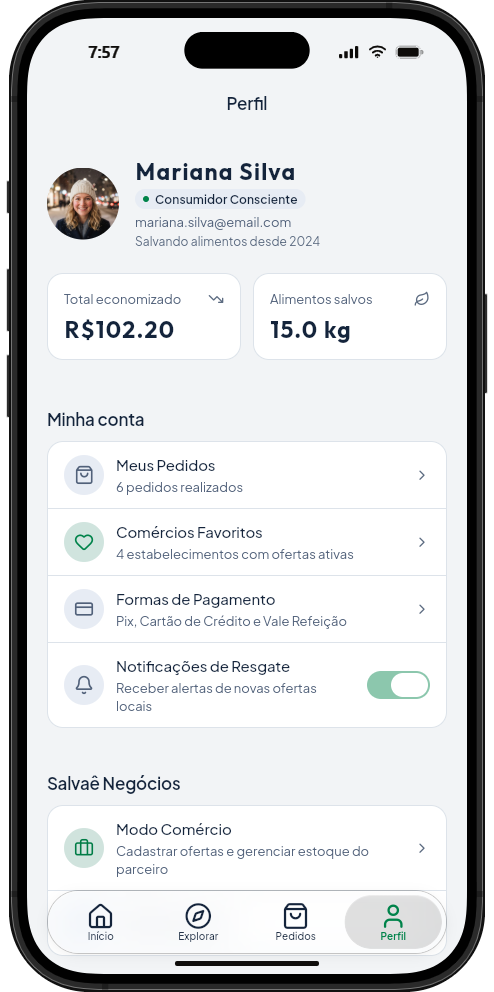 7:57
Perfil
Mariana Silva
Consumidor Consciente
mariana.silva@email.com
Salvando alimentos desde 2024
Total economizado
R$102.20
Alimentos salvos
15.0 kg
Minha conta
Meus Pedidos
6 pedidos realizados
Comércios Favoritos
4 estabelecimentos com ofertas ativas
Formas de Pagamento
Pix, Cartão de Crédito e Vale Refeição
Notificações de Resgate
Receber alertas de novas ofertas
locais
Salvaê Negócios
Modo Comércio
Cadastrar ofertas e gerenciar estoque do
parceiro
Início
Explorar
Pedidos
Perfil